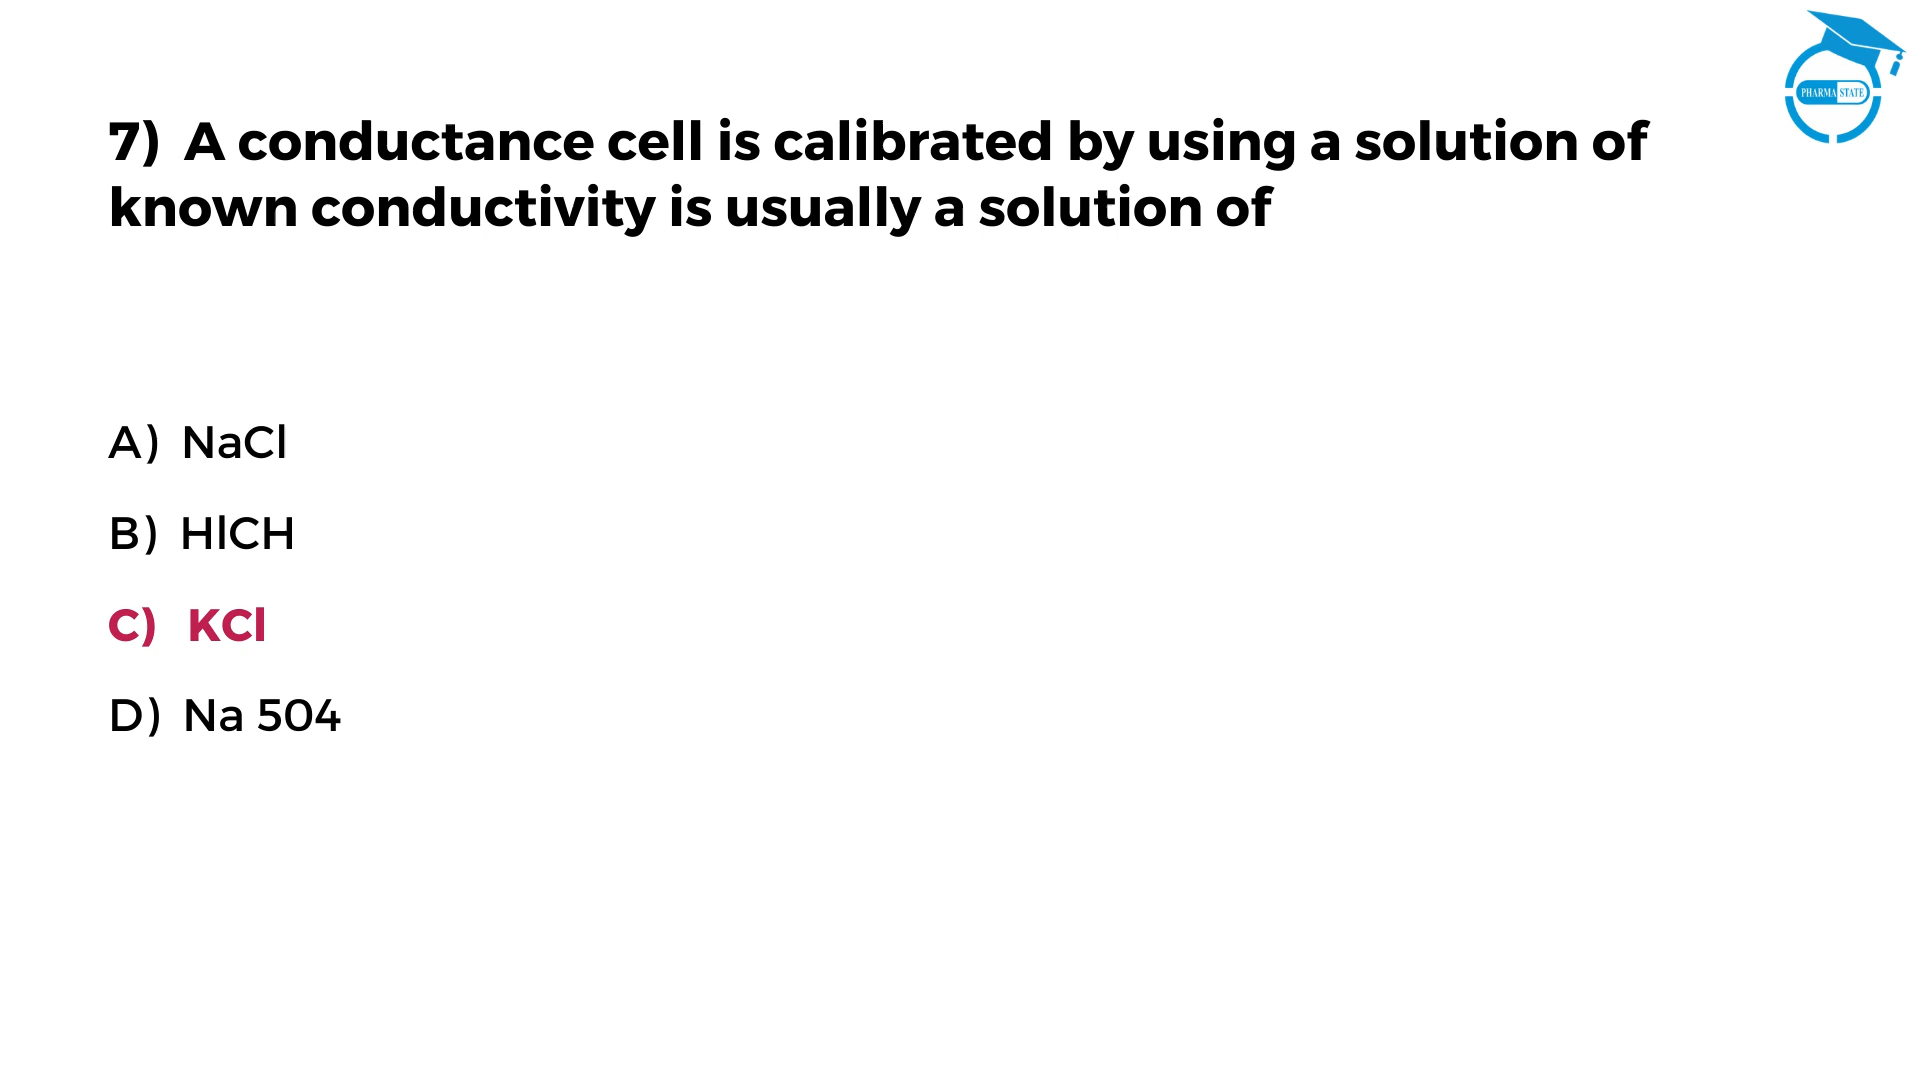 PHARMA STATE
7) A conductance cell is calibrated by using a solution of
known conductivity is usually a solution of
A) NaCl
B) HlCH
C) KCl
D) Na 504